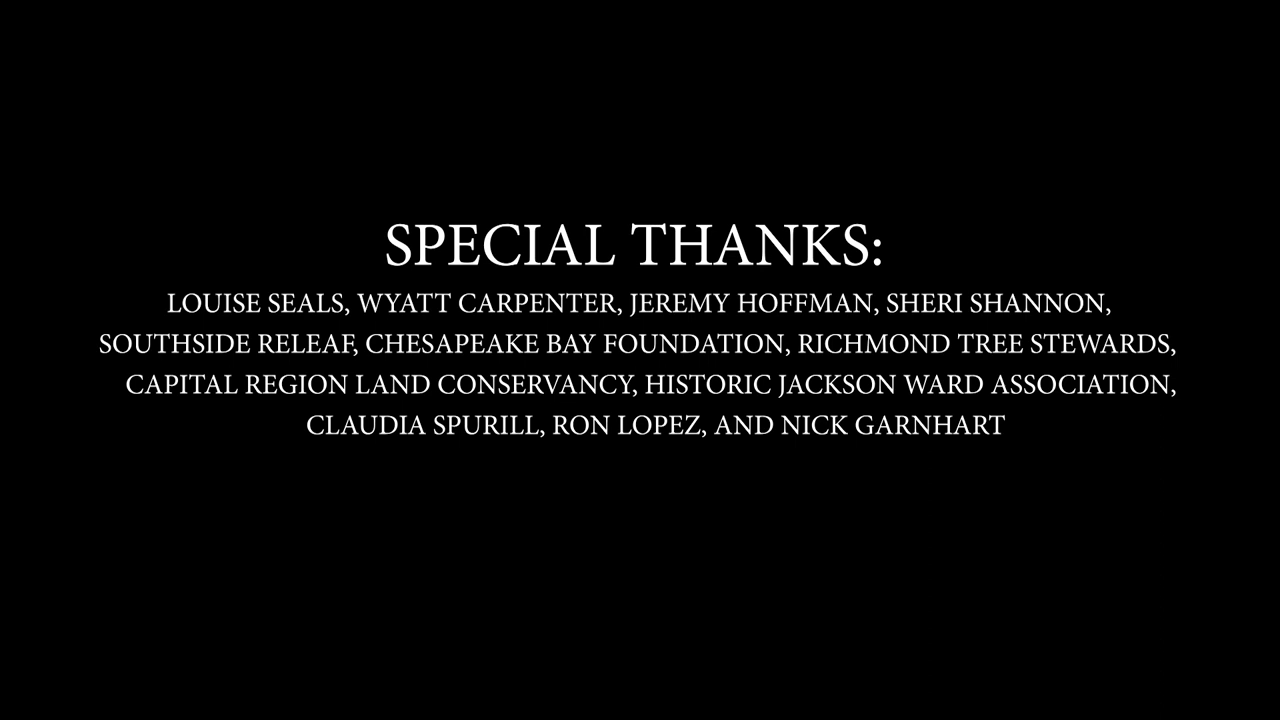 SPECIAL THANKS:
LOUISE SEALS, WYATT CARPENTER, JEREMY HOFFMAN, SHERI SHANNON,
SOUTHSIDE RELEAF, CHESAPEAKE BAY FOUNDATION, RICHMOND TREE STEWARDS,
CAPITAL REGION LAND CONSERVANCY, HISTORIC JACKSON WARD ASSOCIATION,
CLAUDIA SPURILL, RON LOPEZ, AND NICK GARNHART